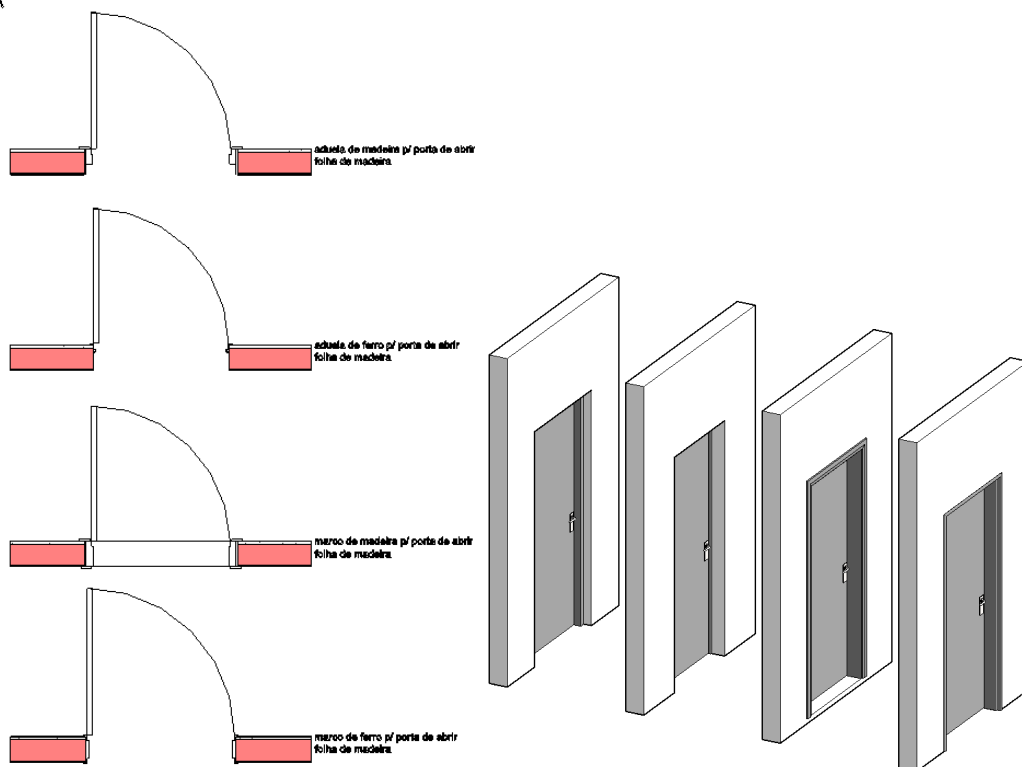 aduela de madeira p/ porta de abrir
folha de madeira
aduela de ferro p/ porta de abrir
folha de madeira
marco de madeira p/ porta de abrir
folha de madeira
marco de ferro p/ porta de abrir
folha de madeira